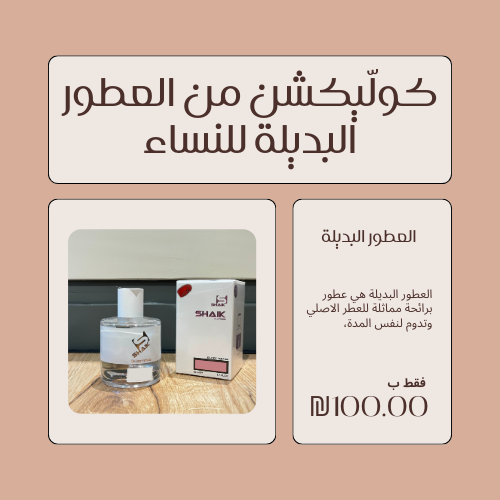 كولّيكشن من العطور
البديلة للنساء
العطور البديلة
العطور البديلة هي عطور
برائحة مماثلة للعطر الاصلي
وتدوم لنفس المدة،
فقط ب
₪100.00
SHAIK
SHAIK